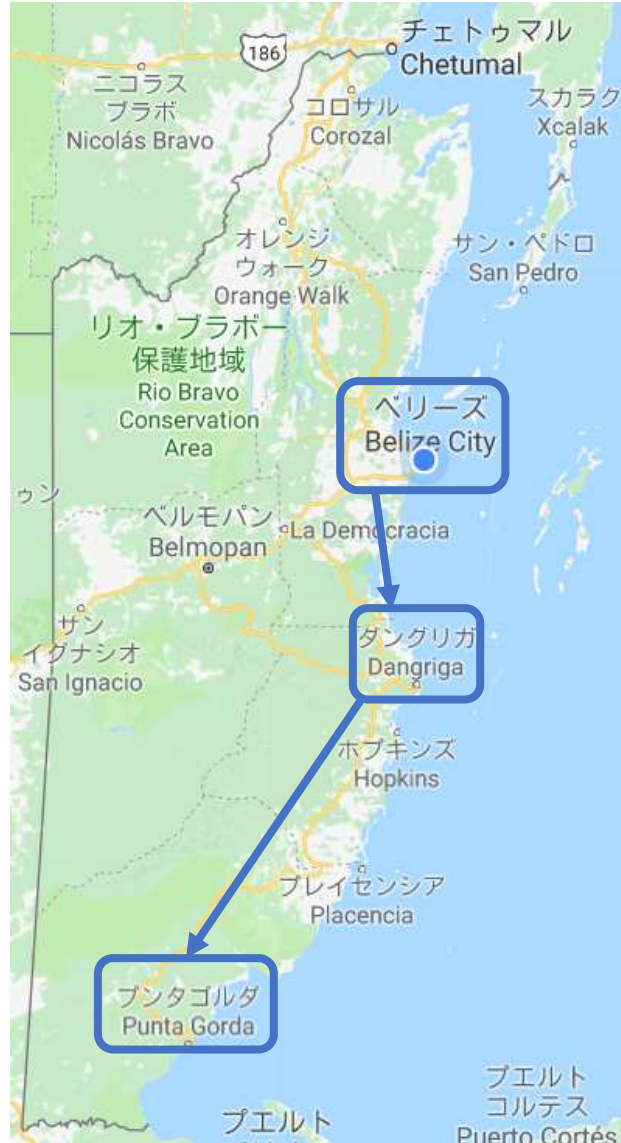 チェトゥマル
Chetumal
186
ニコラス
ブラボ
Nicolás Bravo
コロサル
Corozal
スカラク
Xcalak
オレンジ
ウォーク
Orange Walk
サン・ペドロ
San Pedro
リオ・ブラボー
保護地域
Rio Bravo
Conservation
Area
ベリーズ
Belize City
ゥン
ベルモパン
Belmopan
La Democracia
サン
イグナシオ
San Ignacio
ダングリガ
Dangriga
ホプキンズ
Hopkins
プレイセンシア
Placencia
プンタゴルダ
Punta Gorda
プエルト
プエルト
コルテス
Puerto Cortés